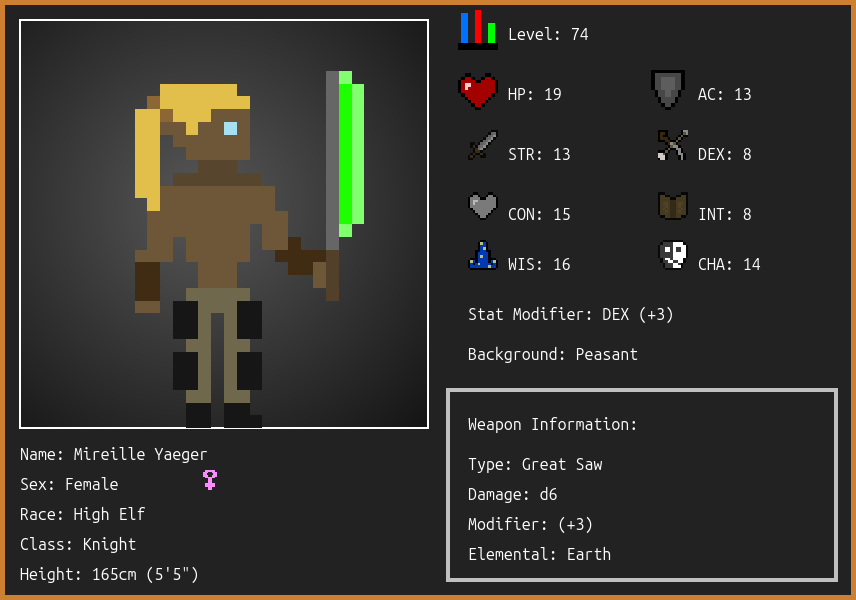 Level: 74
HP: 19
AC: 13
STR: 13
DEX: 8
CON: 15
INT: 8
WIS: 16
CHA: 14
Stat Modifier: DEX (+3)
Background: Peasant
Weapon Information:
Type: Great Saw
Damage: d6
Modifier: (+3)
Elemental: Earth
Name: Mireille Yaeger
Sex: Female
Race: High Elf
Class: Knight
Height: 165cm (5'5")